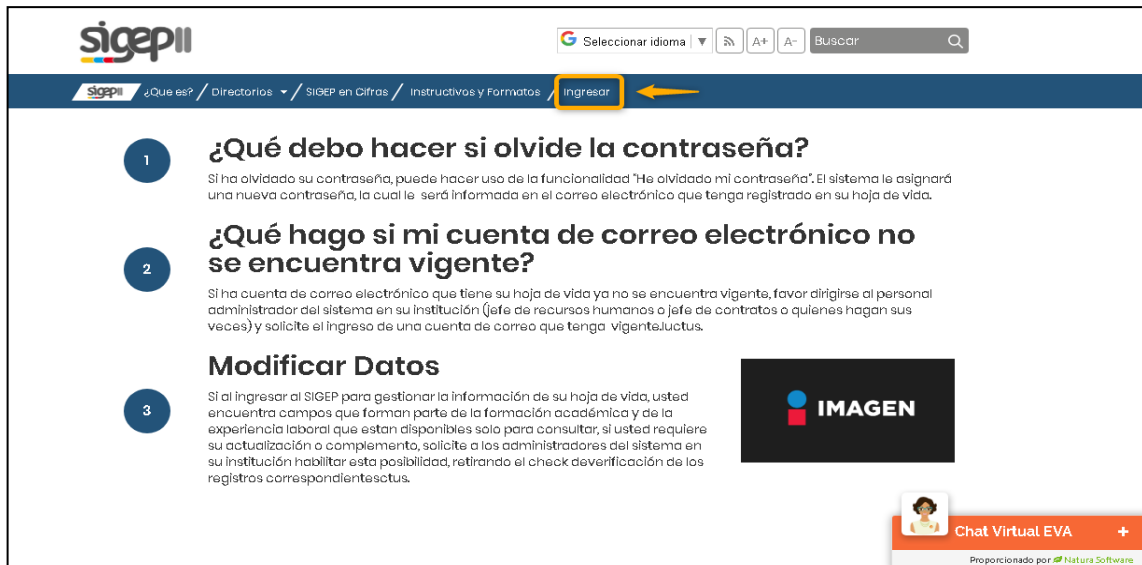 sigepII
Seleccionar idioma ▼ A+ A- Buscar
sigepII ¿Que es? / Directorios / SIGEP en Cifras / Instructivos y Formatos / Ingresar
1
¿Qué debo hacer si olvide la contraseña?
Si ha olvidado su contraseña, puede hacer uso de la funcionalidad "He olvidado mi contraseña". El sistema le asignará
una nueva contraseña, la cual le será informada en el correo electrónico que tenga registrado en su hoja de vida.
2
¿Qué hago si mi cuenta de correo electrónico no
se encuentra vigente?
Si ha cuenta de correo electrónico que tiene su hoja de vida ya no se encuentra vigente, favor dirigirse al personal
administrador del sistema en su institución (jefe de recursos humanos o jefe de contratos o quienes hagan sus
veces) y solicite el ingreso de una cuenta de correo que tenga vigenteluctus.
3
Modificar Datos
Si al ingresar al SIGEP para gestionar la información de su hoja de vida, usted
encuentra campos que forman parte de la formación académica y de la
experiencia laboral que estan disponibles solo para consultar, si usted requiere
su actualización o complemento, solicite a los administradores del sistema en
su institución habilitar esta posibilidad, retirando el check deverificación de los
registros correspondientesctus.
IMAGEN
Chat Virtual EVA +
Proporcionado por Natura Software